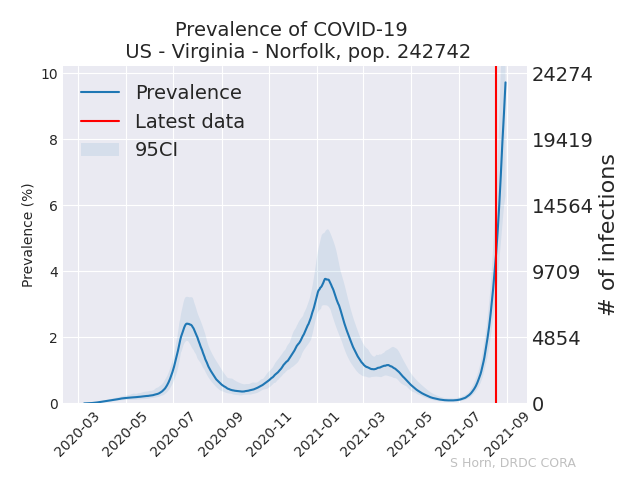 Prevalence of COVID-19
US - Virginia - Norfolk, pop. 242742
Prevalence
Latest data
95CI
Prevalence (%)
10
8
6
4
2
0
24274
19419
14564
9709
4854
0
# of infections
2020-03
2020-05
2020-07
2020-09
2020-11
2021-01
2021-03
2021-05
2021-07
2021-09
S Horn, DRDC CORA